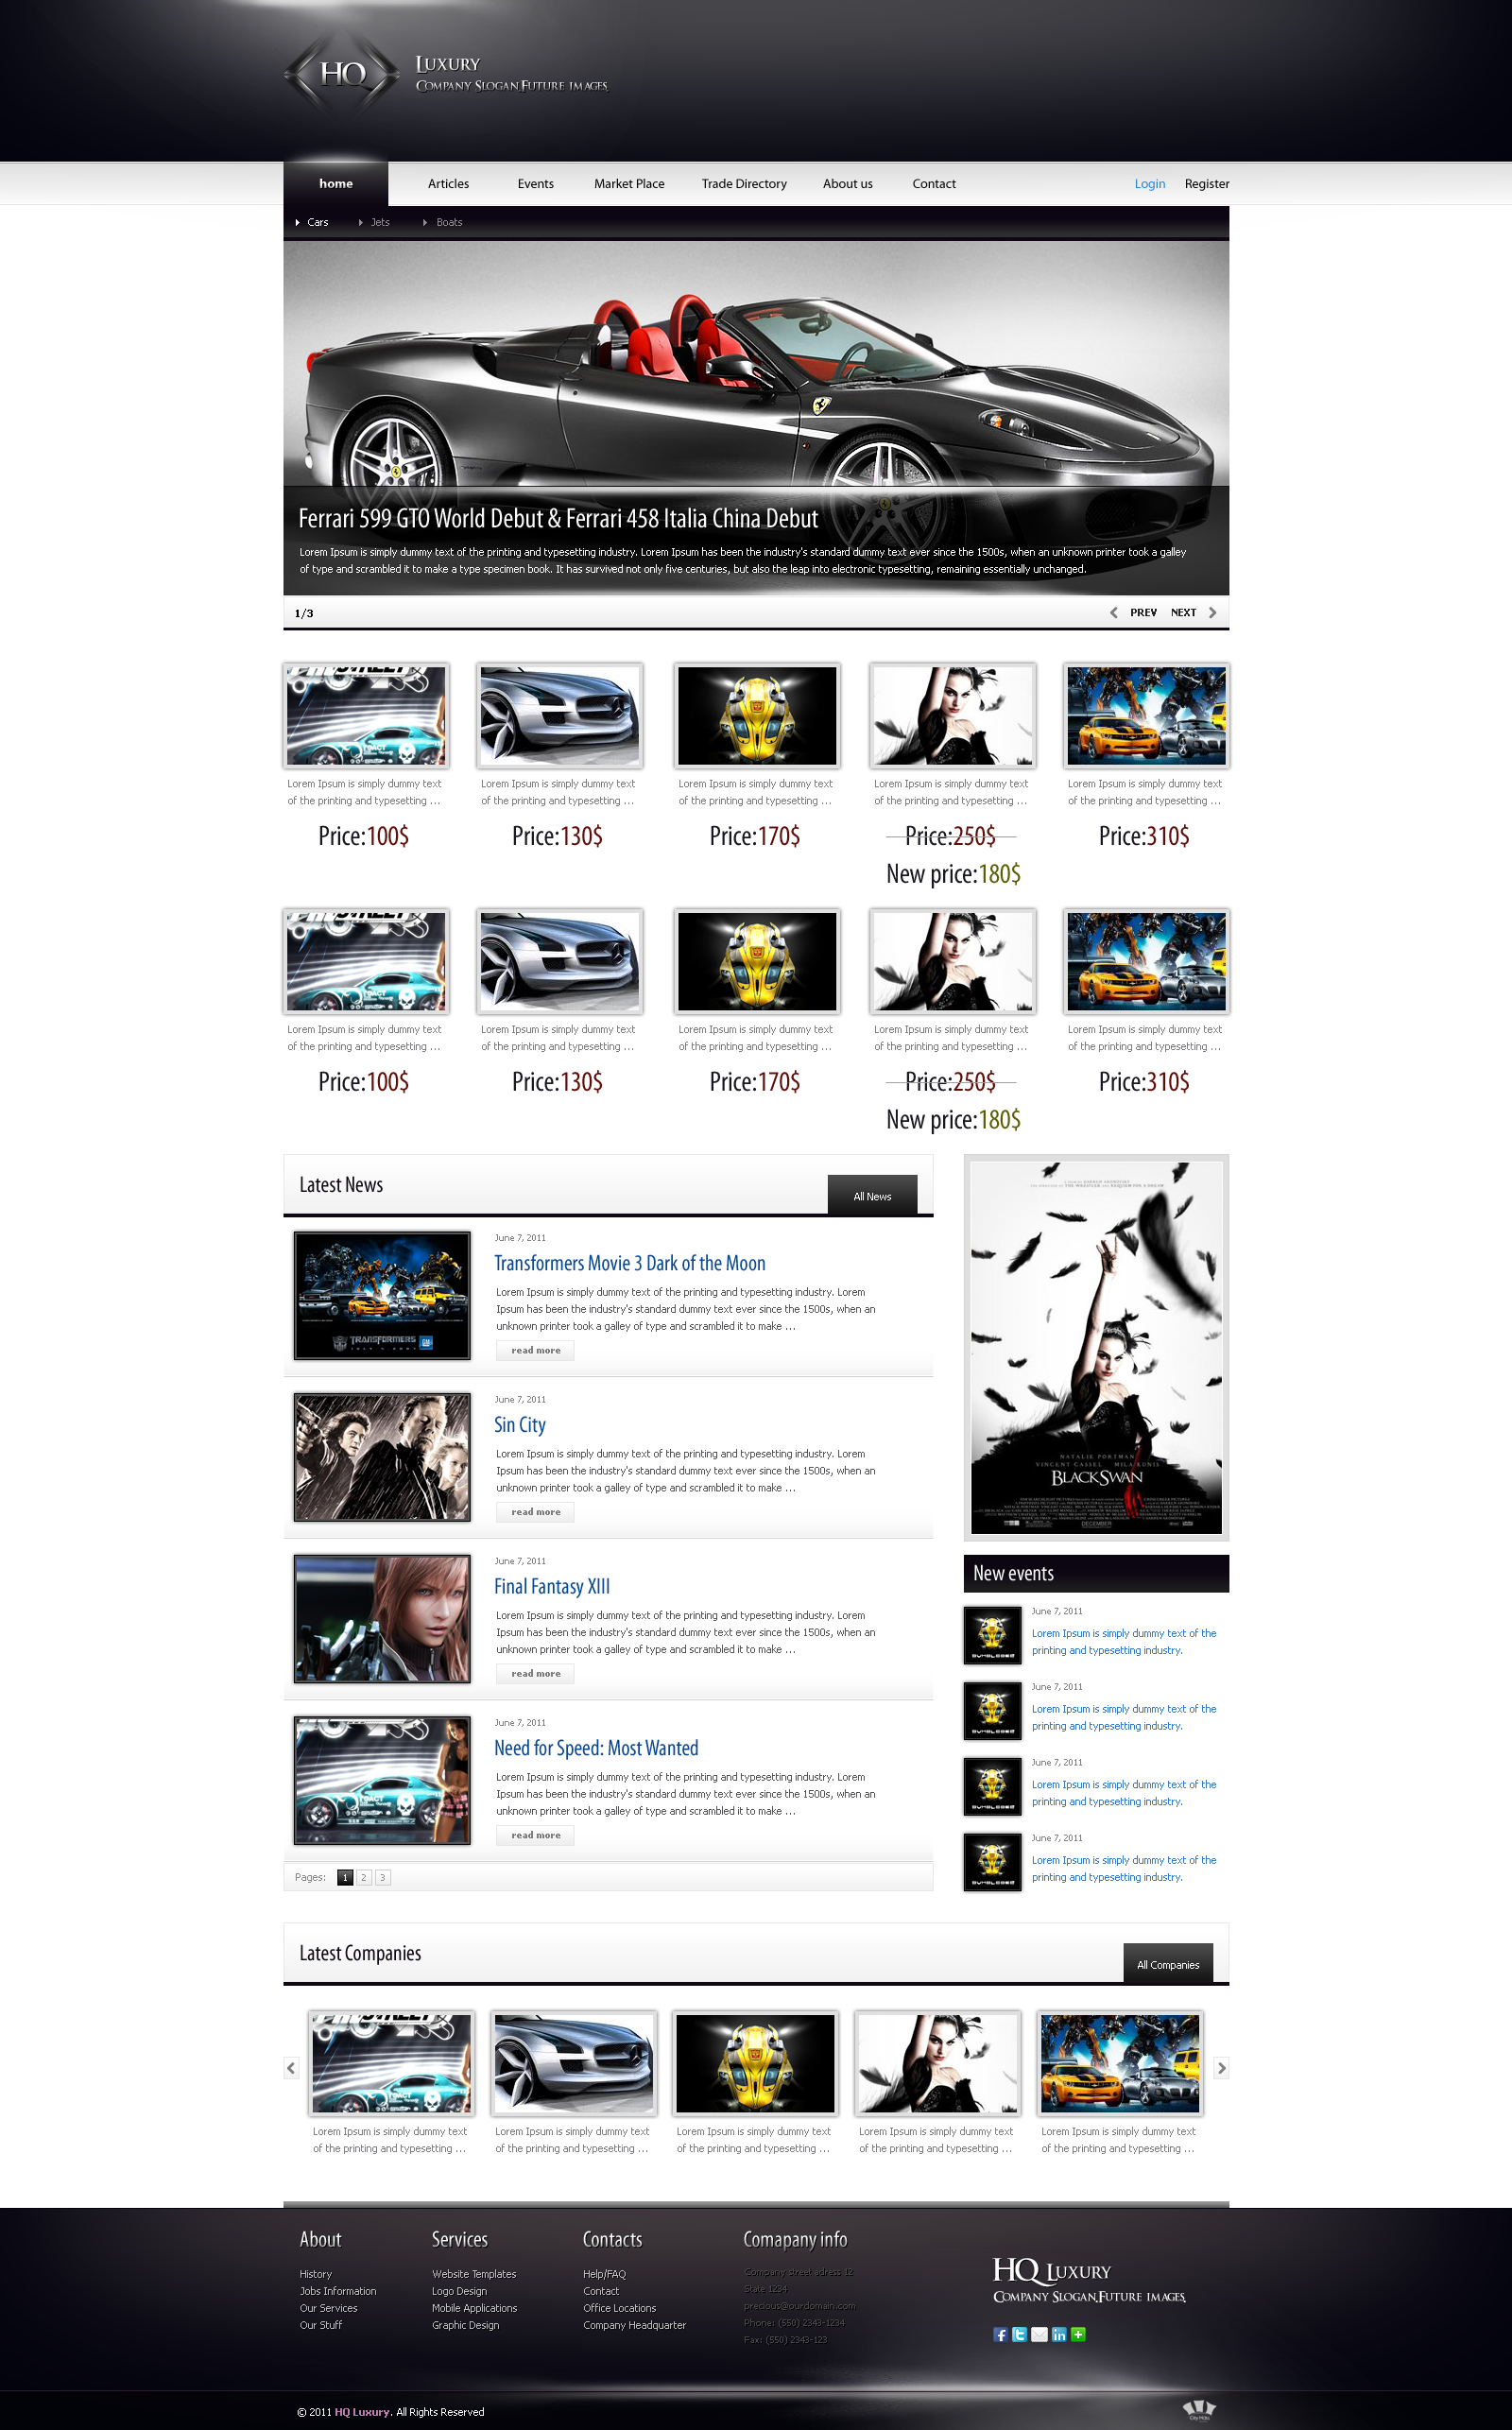 HQ
Luxury
Company Slogan,Future images
home Articles Events Market Place Trade Directory About us Contact Login Register
Cars Jets Boats
Ferrari 599 GTO World Debut & Ferrari 458 Italia China Debut
Lorem Ipsum is simply dummy text of the printing and typesetting industry. Lorem Ipsum has been the industry's standard dummy text ever since the 1500s, when an unknown printer took a galley
of type and scrambled it to make a type specimen book. It has survived not only five centuries, but also the leap into electronic typesetting, remaining essentially unchanged.
1/3 PREV NEXT
Lorem Ipsum is simply dummy text Lorem Ipsum is simply dummy text Lorem Ipsum is simply dummy text Lorem Ipsum is simply dummy text Lorem Ipsum is simply dummy text
of the printing and typesetting ... of the printing and typesetting ... of the printing and typesetting ... of the printing and typesetting ... of the printing and typesetting ...
Price:100$ Price:130$ Price:170$ Price:250$ Price:310$
New price:180$
Lorem Ipsum is simply dummy text Lorem Ipsum is simply dummy text Lorem Ipsum is simply dummy text Lorem Ipsum is simply dummy text Lorem Ipsum is simply dummy text
of the printing and typesetting ... of the printing and typesetting ... of the printing and typesetting ... of the printing and typesetting ... of the printing and typesetting ...
Price:100$ Price:130$ Price:170$ Price:250$ Price:310$
New price:180$
Latest News
All News
June 7, 2011
Transformers Movie 3 Dark of the Moon
Lorem Ipsum is simply dummy text of the printing and typesetting industry. Lorem
Ipsum has been the industry's standard dummy text ever since the 1500s, when an
unknown printer took a galley of type and scrambled it to make ...
read more
TRANSFORMERS
GM
June 7, 2011
Sin City
Lorem Ipsum is simply dummy text of the printing and typesetting industry. Lorem
Ipsum has been the industry's standard dummy text ever since the 1500s, when an
unknown printer took a galley of type and scrambled it to make ...
read more
June 7, 2011
Final Fantasy XIII
Lorem Ipsum is simply dummy text of the printing and typesetting industry. Lorem
Ipsum has been the industry's standard dummy text ever since the 1500s, when an
unknown printer took a galley of type and scrambled it to make ...
read more
June 7, 2011
Need for Speed: Most Wanted
Lorem Ipsum is simply dummy text of the printing and typesetting industry. Lorem
Ipsum has been the industry's standard dummy text ever since the 1500s, when an
unknown printer took a galley of type and scrambled it to make ...
read more
Pages: 1 2 3
NATALIE PORTMAN
VINCENT CASSEL MILA KUNIS
BLACK SWAN
DECEMBER
New events
June 7, 2011
Lorem Ipsum is simply dummy text of the
printing and typesetting industry.
June 7, 2011
Lorem Ipsum is simply dummy text of the
printing and typesetting industry.
June 7, 2011
Lorem Ipsum is simply dummy text of the
printing and typesetting industry.
June 7, 2011
Lorem Ipsum is simply dummy text of the
printing and typesetting industry.
Latest Companies
All Companies
Lorem Ipsum is simply dummy text Lorem Ipsum is simply dummy text Lorem Ipsum is simply dummy text Lorem Ipsum is simply dummy text Lorem Ipsum is simply dummy text
of the printing and typesetting ... of the printing and typesetting ... of the printing and typesetting ... of the printing and typesetting ... of the printing and typesetting ...
About
History
Jobs Information
Our Services
Our Stuff
Services
Website Templates
Logo Design
Mobile Applications
Graphic Design
Contacts
Help/FAQ
Contact
Office Locations
Company Headquarter
Comapany info
Company street adress 12
State 1234
precious@ourdomain.com
Phone: (550) 2343-1234
Fax: (550) 2343-123
HQ Luxury
Company Slogan,Future images,
© 2011 HQ Luxury. All Rights Reserved